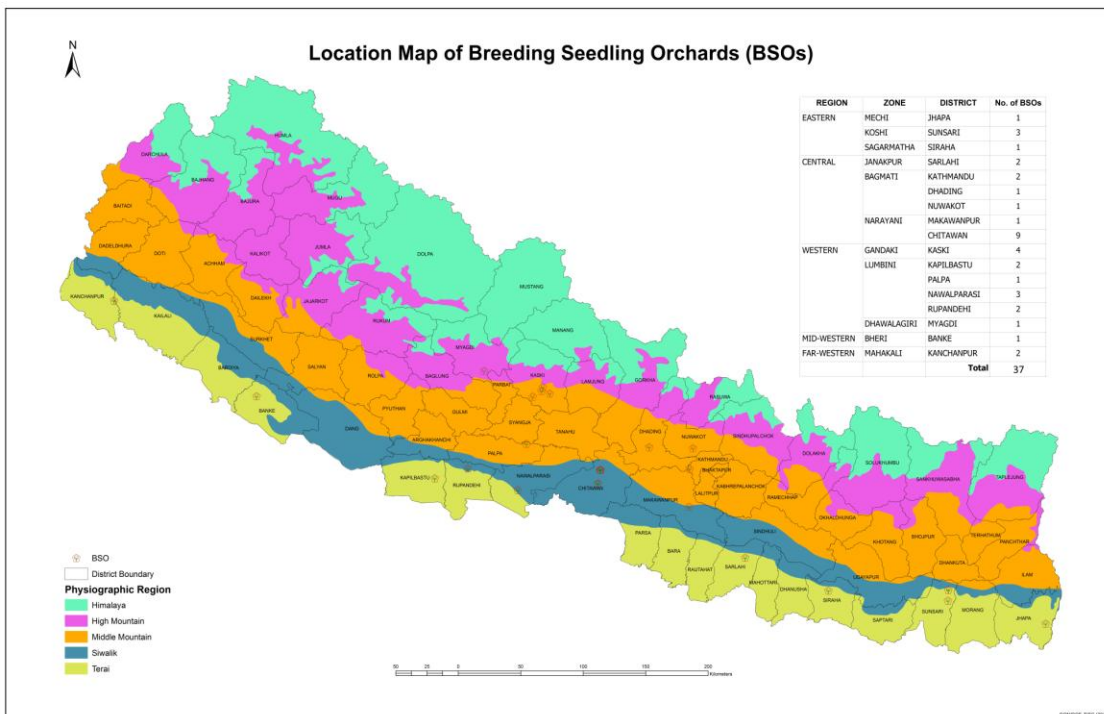 Location Map of Breeding Seedling Orchards (BSOs)
N
REGION ZONE DISTRICT No. of BSOs
EASTERN MECHI JHAPA 1
KOSHI SUNSARI 3
SAGARMATHA SIRAHA 1
CENTRAL JANAKPUR SARLAHI 2
BAGMATI KATHMANDU 2
DHADING 1
NUWAKOT 1
NARAYANI MAKAWANPUR 1
CHITAWAN 9
WESTERN GANDAKI KASKI 4
LUMBINI KAPILBASTU 2
PALPA 1
NAWALPARASI 3
RUPANDEHI 2
DHAWALAGIRI MYAGDI 1
MID-WESTERN BHERI BANKE 1
FAR-WESTERN MAHAKALI KANCHANPUR 2
Total 37
HUMLA
DARCHULA
BAJHANG
BAJURA
MUGU
BAITADI
DADELDHURA
DOTI
ACHHAM
KALIKOT
JUMLA
DOLPA
MUSTANG
KANCHANPUR
KAILALI
DAILEKH
JAJARKOT
RUKUM
MANANG
SURKHET
SALYAN
ROLPA
MYAGDI
BAGLUNG
PARBAT
KASKI
LAMJUNG
GORKHA
RASUWA
BARDIYA
BANKE
DANG
PYUTHAN
GULMI
ARGHAKHANCHI
SYANGJA
TANAHU
PALPA
DHADING
NUWAKOT
SINDHUPALCHOK
DOLAKHA
SOLUKHUMBU
SANKHUWASABHA
TAPLEJUNG
KATHMANDU
BHAKTAPUR
LALITPUR
KABHREPALANCHOK
RAMECHHAP
OKHALDHUNGA
KAPILBASTU
RUPANDEHI
NAWALPARASI
CHITAWAN
MAKAWANPUR
SINDHULI
KHOTANG
BHOJPUR
TERHATHUM
PANCHTHAR
DHANKUTA
ILAM
UDAYAPUR
PARSA
BARA
RAUTAHAT
SARLAHI
MAHOTTARI
DHANUSHA
SIRAHA
SAPTARI
SUNSARI
MORANG
JHAPA
BSO
District Boundary
Physiographic Region
Himalaya
High Mountain
Middle Mountain
Siwalik
Terai
50 25 0 50 100 150 200
Kilometers